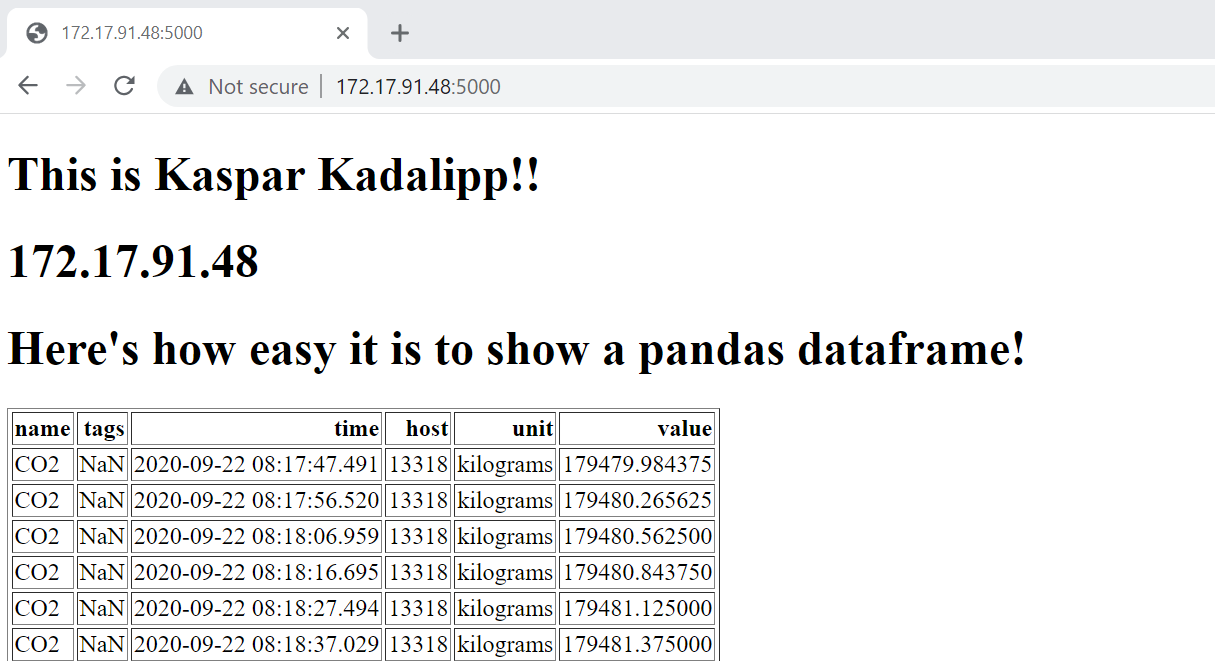 172.17.91.48:5000
Not secure 172.17.91.48:5000
This is Kaspar Kadalipp!!
172.17.91.48
Here's how easy it is to show a pandas dataframe!
name tags time host unit value
CO2 NaN 2020-09-22 08:17:47.491 13318 kilograms 179479.984375
CO2 NaN 2020-09-22 08:17:56.520 13318 kilograms 179480.265625
CO2 NaN 2020-09-22 08:18:06.959 13318 kilograms 179480.562500
CO2 NaN 2020-09-22 08:18:16.695 13318 kilograms 179480.843750
CO2 NaN 2020-09-22 08:18:27.494 13318 kilograms 179481.125000
CO2 NaN 2020-09-22 08:18:37.029 13318 kilograms 179481.375000